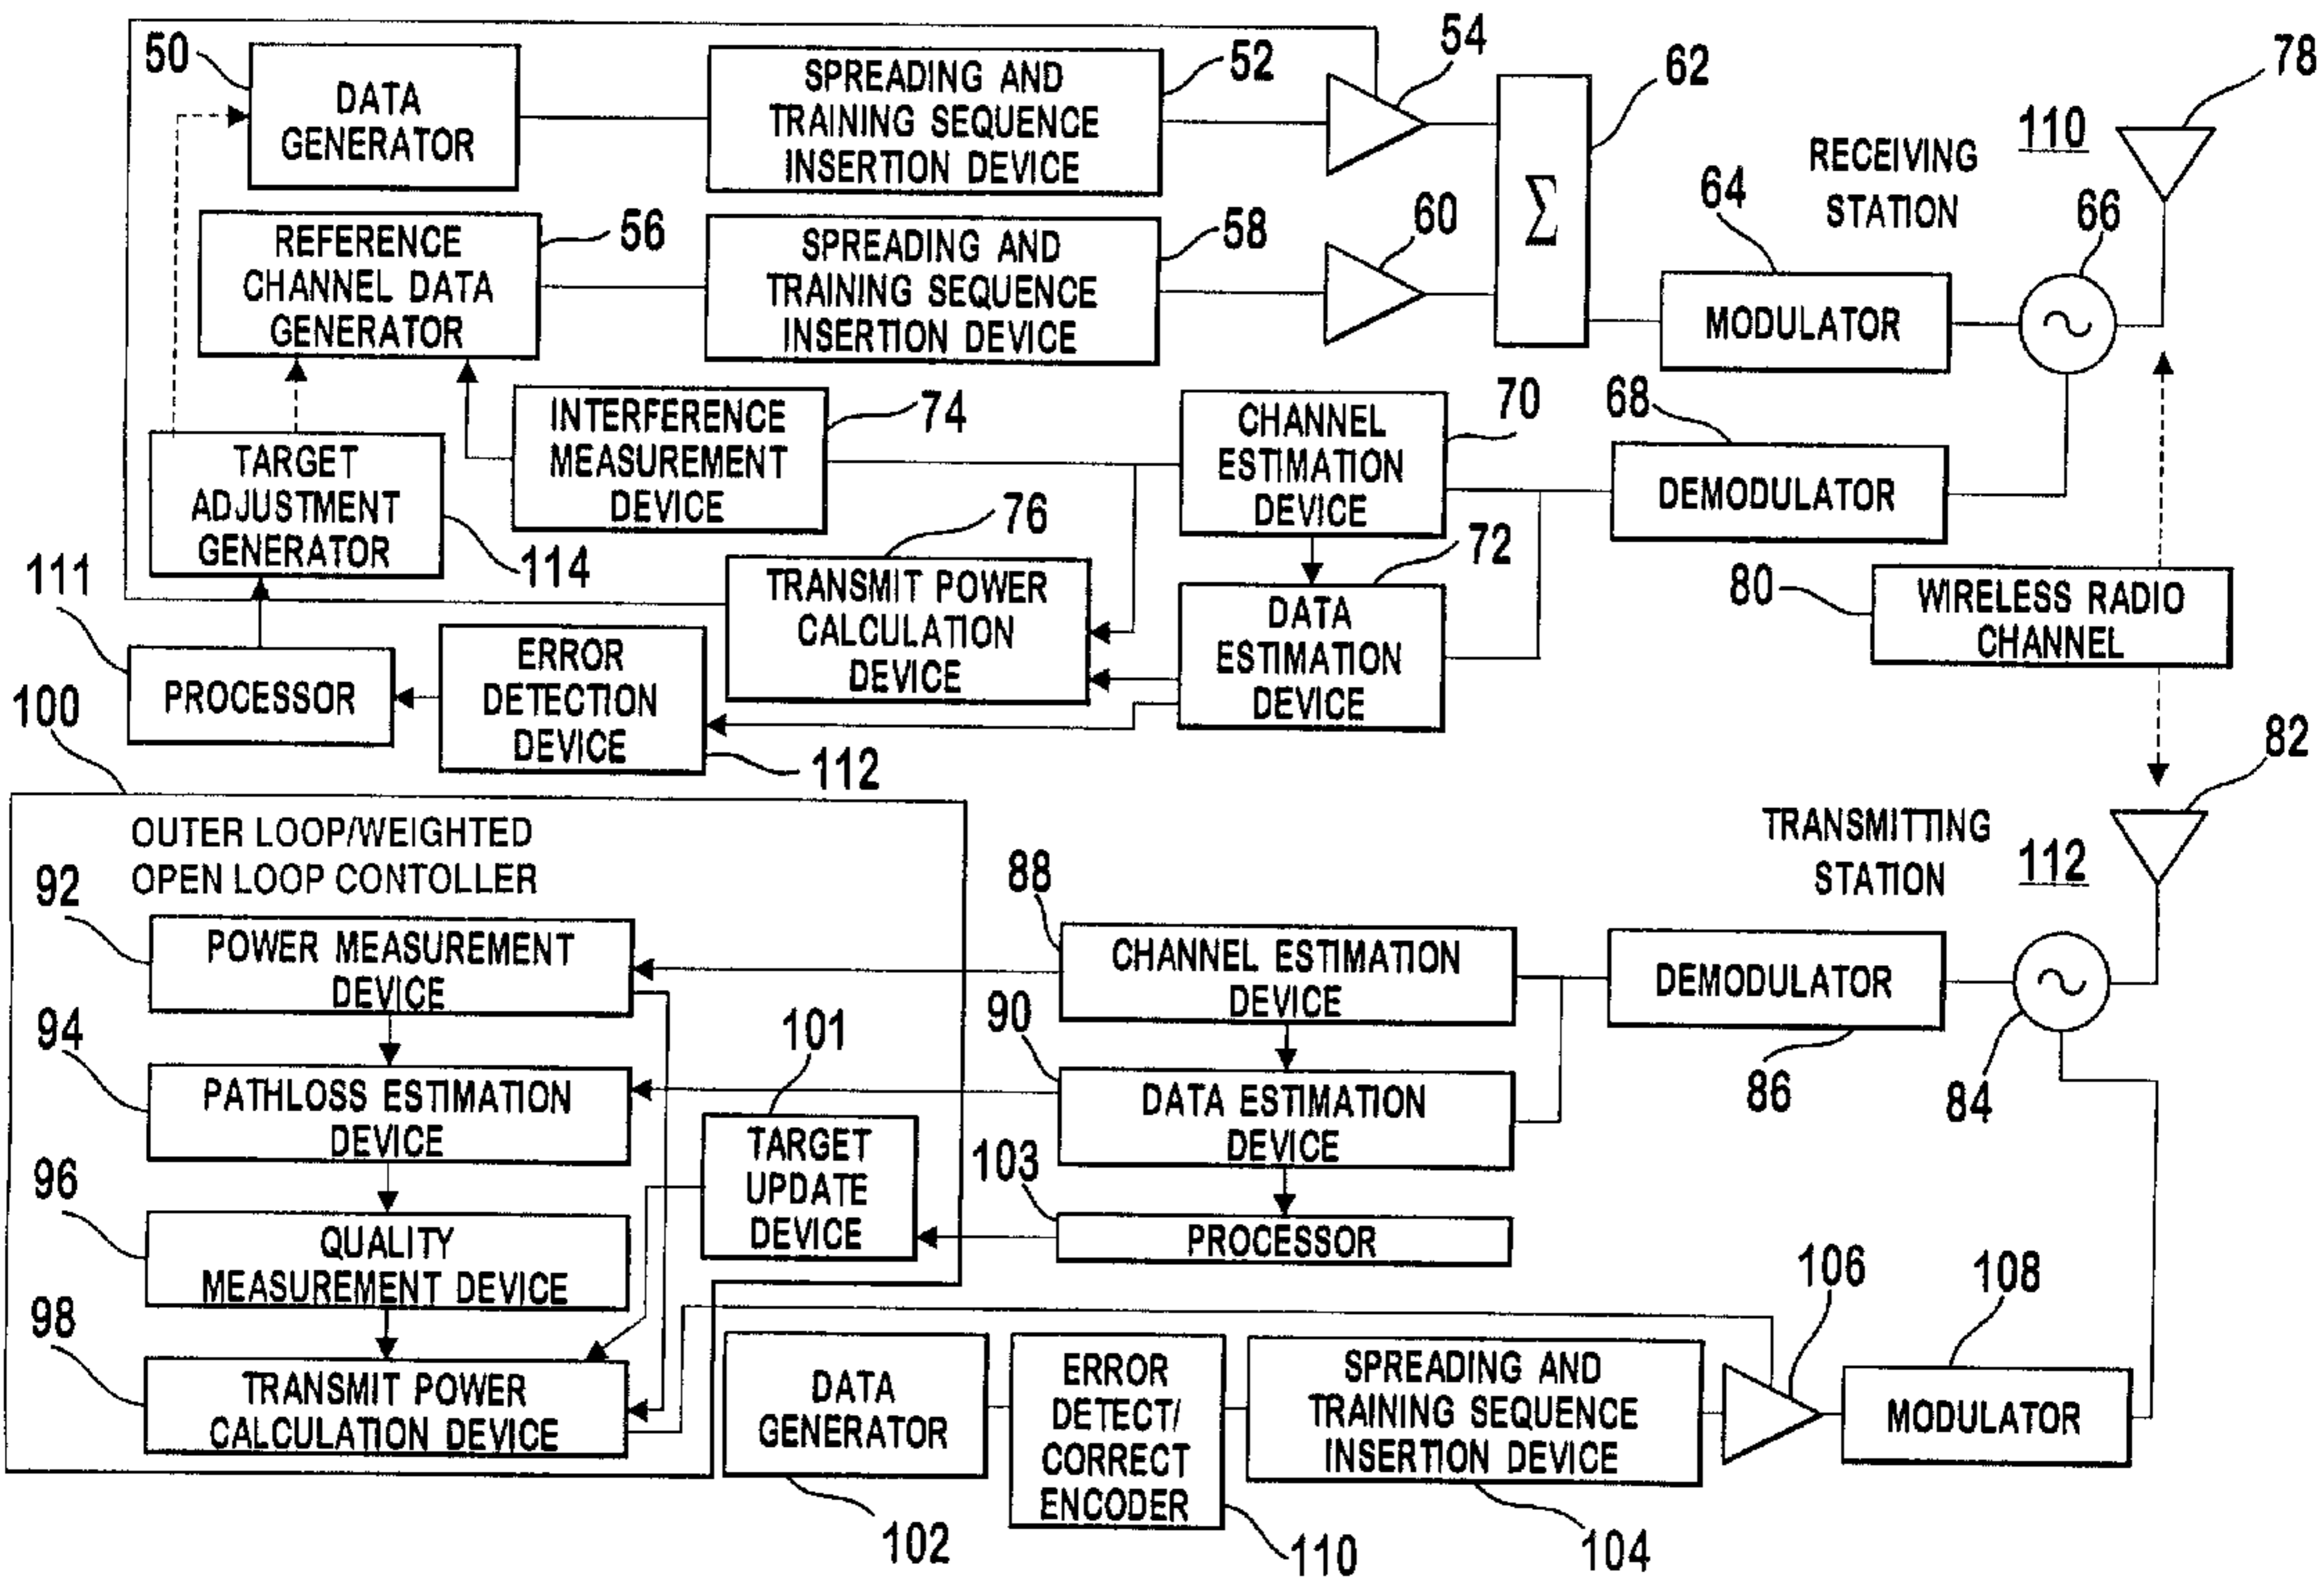 50
DATA
GENERATOR
SPREADING AND
TRAINING SEQUENCE
INSERTION DEVICE
52
54
62
78
110
RECEIVING
STATION
REFERENCE
CHANNEL DATA
GENERATOR
56
SPREADING AND
TRAINING SEQUENCE
INSERTION DEVICE
58
60
Σ
64
MODULATOR
66
TARGET
ADJUSTMENT
GENERATOR
114
INTERFERENCE
MEASUREMENT
DEVICE
74
CHANNEL
ESTIMATION
DEVICE
70
68
DEMODULATOR
76
TRANSMIT POWER
CALCULATION
DEVICE
72
DATA
ESTIMATION
DEVICE
80
WIRELESS RADIO
CHANNEL
111
PROCESSOR
ERROR
DETECTION
DEVICE
112
100
OUTER LOOP/WEIGHTED
OPEN LOOP CONTOLLER
92
POWER MEASUREMENT
DEVICE
94
PATHLOSS ESTIMATION
DEVICE
96
QUALITY
MEASUREMENT DEVICE
98
TRANSMIT POWER
CALCULATION DEVICE
101
TARGET
UPDATE
DEVICE
88
CHANNEL ESTIMATION
DEVICE
90
DATA ESTIMATION
DEVICE
103
PROCESSOR
TRANSMITTING
STATION
112
82
DEMODULATOR
86
84
DATA
GENERATOR
102
ERROR
DETECT/
CORRECT
ENCODER
110
SPREADING AND
TRAINING SEQUENCE
INSERTION DEVICE
104
106
108
MODULATOR